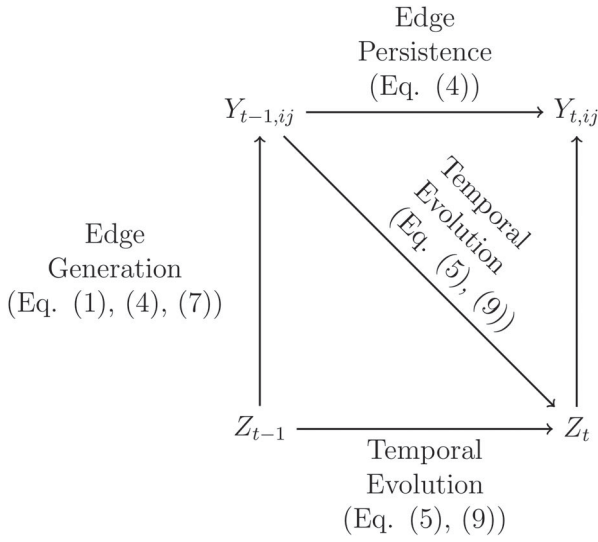 Edge
Persistence
(Eq. (4))
Y_{t−1,ij}
Y_{t,ij}
Temporal
Evolution
(Eq. (5), (9))
Edge
Generation
(Eq. (1), (4), (7))
Z_{t−1}
Z_t
Temporal
Evolution
(Eq. (5), (9))